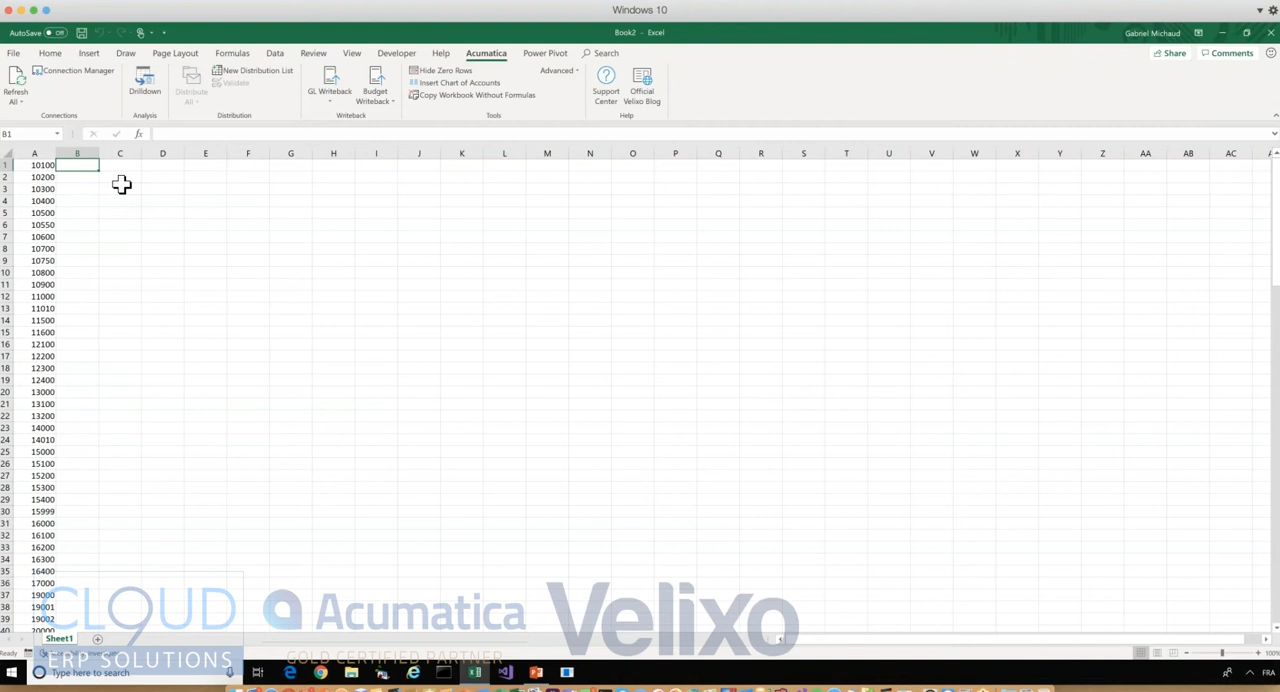 Windows 10
AutoSave Off
Book2 - Excel
Gabriel Michaud
File Home Insert Draw Page Layout Formulas Data Review View Developer Help Acumatica Power Pivot Search
Share Comments
Refresh All
Connection Manager
Connections
Drilldown
Analysis
Distribute All
New Distribution List
Validate
Distribution
GL Writeback
Budget Writeback
Writeback
Hide Zero Rows
Insert Chart of Accounts
Copy Workbook Without Formulas
Advanced
Tools
Support Center
Official Velixo Blog
Help
B1
fx
A B C D E F G H I J K L M N O P Q R S T U V W X Y Z AA AB AC
1 10100
2 10200
3 10300
4 10400
5 10500
6 10550
7 10600
8 10700
9 10750
10 10800
11 10900
12 11000
13 11010
14 11500
15 11600
16 12100
17 12200
18 12300
19 12400
20 13000
21 13100
22 13200
23 14000
24 14010
25 15000
26 15100
27 15200
28 15300
29 15400
30 15999
31 16000
32 16100
33 16200
34 16300
35 16400
36 17000
37 19000
38 19001
39 19002
40 20000
CLOUD 9
ERP SOLUTIONS
Acumatica
GOLD CERTIFIED PARTNER
Velixo
Sheet1
Ready
100%
Type here to search
FRA